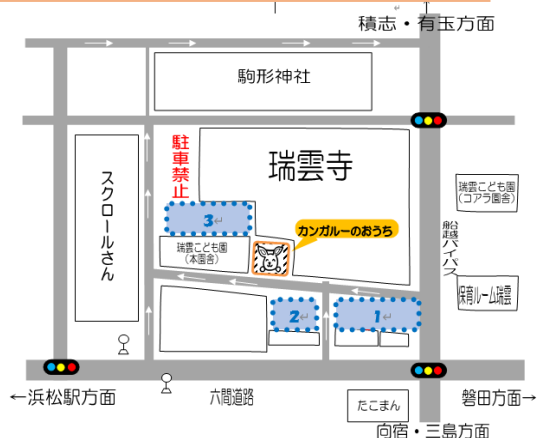 積志・有玉方面
駒形神社
駐車禁止
瑞雲寺
スクロールさん
瑞雲こども園
(コアラ園舎)
3
カンガルーのおうち
瑞雲こども園
(本園舎)
船越バイパス
保育ルーム瑞雲
2
1
←浜松駅方面
六間道路
たこまん
磐田方面→
向宿・三島方面